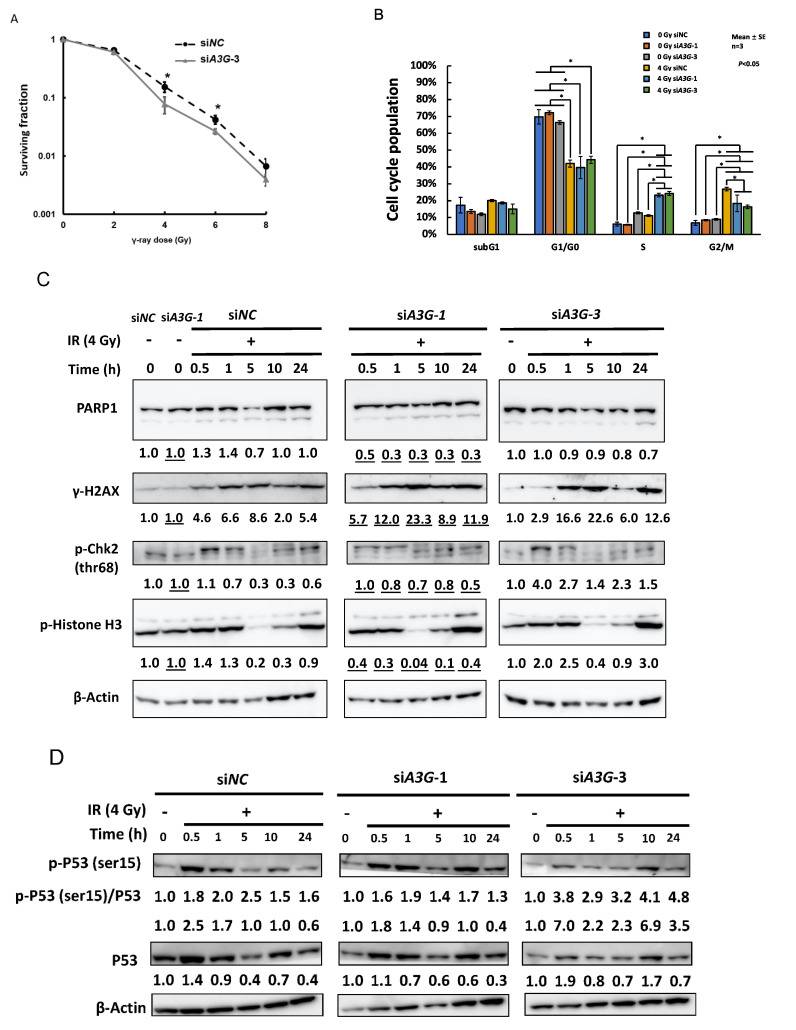 A
Surviving fraction
1
0.1
0.01
0.001
0 2 4 6 8
γ-ray dose (Gy)
siNC
siA3G-3
*
*
B
Cell cycle population
100%
90%
80%
70%
60%
50%
40%
30%
20%
10%
0%
subG1 G1/G0 S G2/M
0 Gy siNC
0 Gy siA3G-1
0 Gy siA3G-3
4 Gy siNC
4 Gy siA3G-1
4 Gy siA3G-3
Mean ± SE
n=3
P<0.05
* * *
* * * *
* * * *
C
siNC siA3G-1 siNC siA3G-1 siA3G-3
IR (4 Gy) - - + + - +
Time (h) 0 0 0.5 1 5 10 24 0.5 1 5 10 24 0 0.5 1 5 10 24
PARP1
1.0 1.0 1.3 1.4 0.7 1.0 1.0 0.5 0.3 0.3 0.3 0.3 1.0 1.0 0.9 0.9 0.8 0.7
γ-H2AX
1.0 1.0 4.6 6.6 8.6 2.0 5.4 5.7 12.0 23.3 8.9 11.9 1.0 2.9 16.6 22.6 6.0 12.6
p-Chk2
(thr68)
1.0 1.0 1.1 0.7 0.3 0.3 0.6 1.0 0.8 0.7 0.8 0.5 1.0 4.0 2.7 1.4 2.3 1.5
p-Histone H3
1.0 1.0 1.4 1.3 0.2 0.3 0.9 0.4 0.3 0.04 0.1 0.4 1.0 2.0 2.5 0.4 0.9 3.0
β-Actin
D
siNC siA3G-1 siA3G-3
IR (4 Gy) - + - + - +
Time (h) 0 0.5 1 5 10 24 0 0.5 1 5 10 24 0 0.5 1 5 10 24
p-P53 (ser15)
p-P53 (ser15)/P53 1.0 1.8 2.0 2.5 1.5 1.6 1.0 1.6 1.9 1.4 1.7 1.3 1.0 3.8 2.9 3.2 4.1 4.8
1.0 2.5 1.7 1.0 1.0 0.6 1.0 1.8 1.4 0.9 1.0 0.4 1.0 7.0 2.2 2.3 6.9 3.5
P53
1.0 1.4 0.9 0.4 0.7 0.4 1.0 1.1 0.7 0.6 0.6 0.3 1.0 1.9 0.8 0.7 1.7 0.7
β-Actin